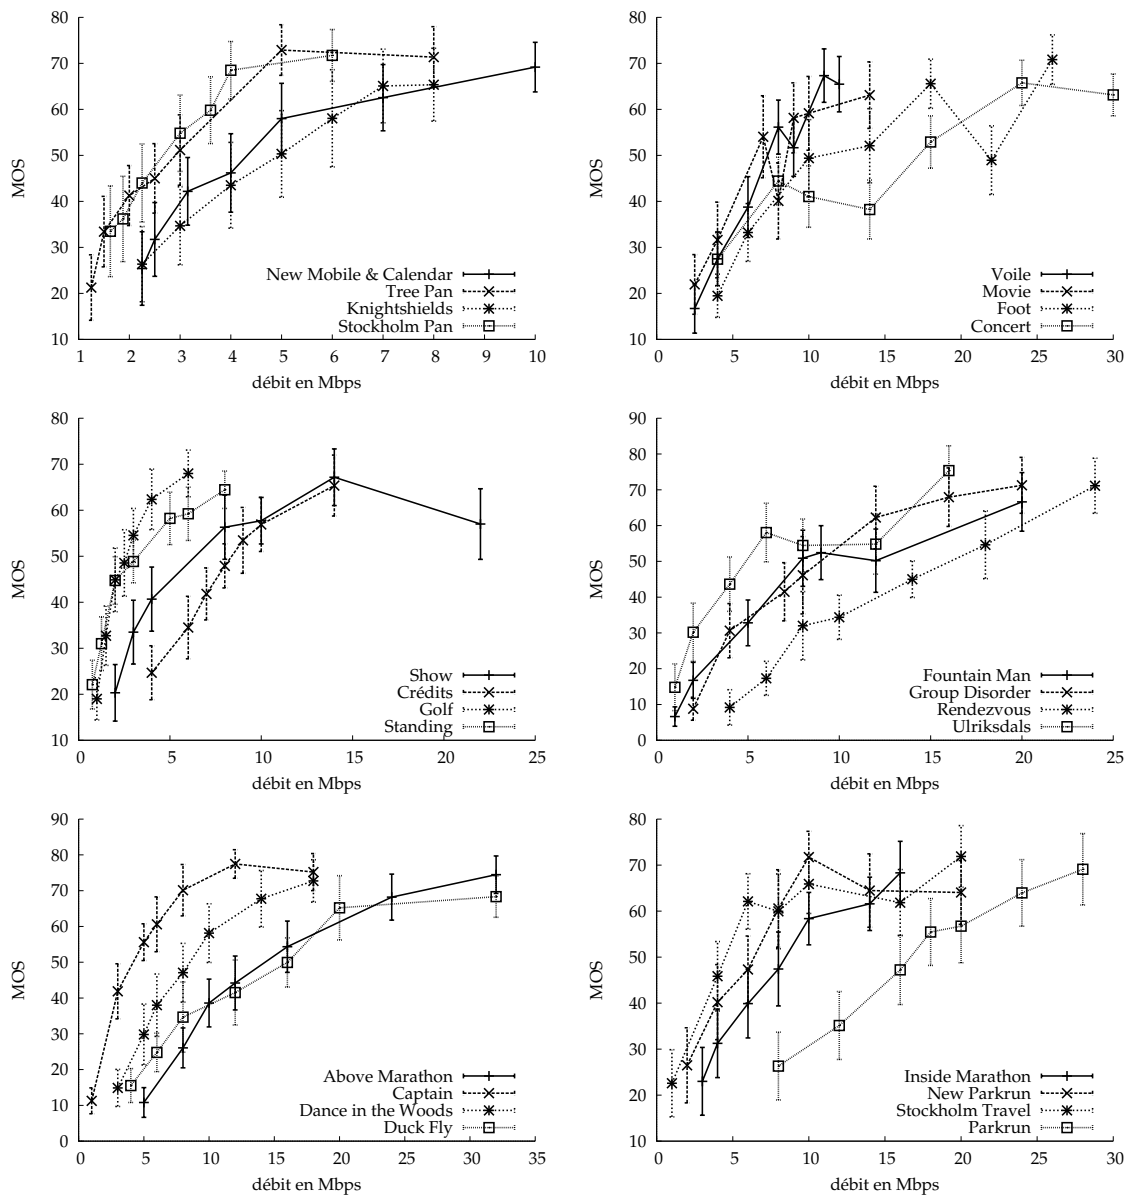 80
70
60
50
40
30
20
10
MOS
New Mobile & Calendar
Tree Pan
Knightshields
Stockholm Pan
1 2 3 4 5 6 7 8 9 10
débit en Mbps
80
70
60
50
40
30
20
10
MOS
Voile
Movie
Foot
Concert
0 5 10 15 20 25 30
débit en Mbps
80
70
60
50
40
30
20
10
MOS
Show
Crédits
Golf
Standing
0 5 10 15 20 25
débit en Mbps
90
80
70
60
50
40
30
20
10
0
MOS
Fountain Man
Group Disorder
Rendezvous
Ulriksdals
0 5 10 15 20 25
débit en Mbps
90
80
70
60
50
40
30
20
10
0
MOS
Above Marathon
Captain
Dance in the Woods
Duck Fly
0 5 10 15 20 25 30 35
débit en Mbps
80
70
60
50
40
30
20
10
MOS
Inside Marathon
New Parkrun
Stockholm Travel
Parkrun
0 5 10 15 20 25 30
débit en Mbps